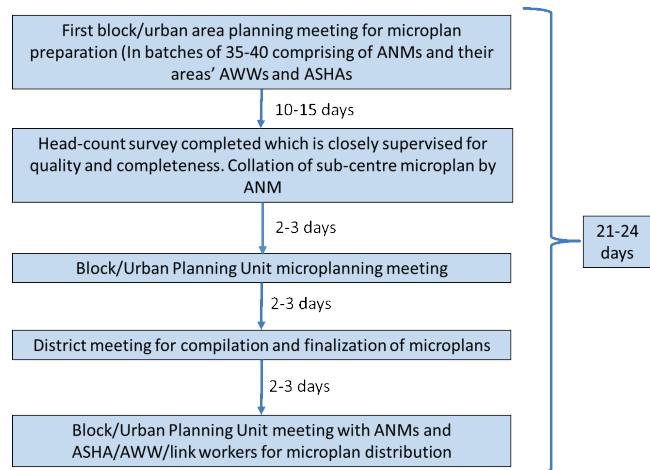 First block/urban area planning meeting for microplan
preparation (In batches of 35-40 comprising of ANMs and their
areas’ AWWs and ASHAs
10-15 days
Head-count survey completed which is closely supervised for
quality and completeness. Collation of sub-centre microplan by
ANM
2-3 days
Block/Urban Planning Unit microplanning meeting
2-3 days
District meeting for compilation and finalization of microplans
2-3 days
Block/Urban Planning Unit meeting with ANMs and
ASHA/AWW/link workers for microplan distribution
21-24
days